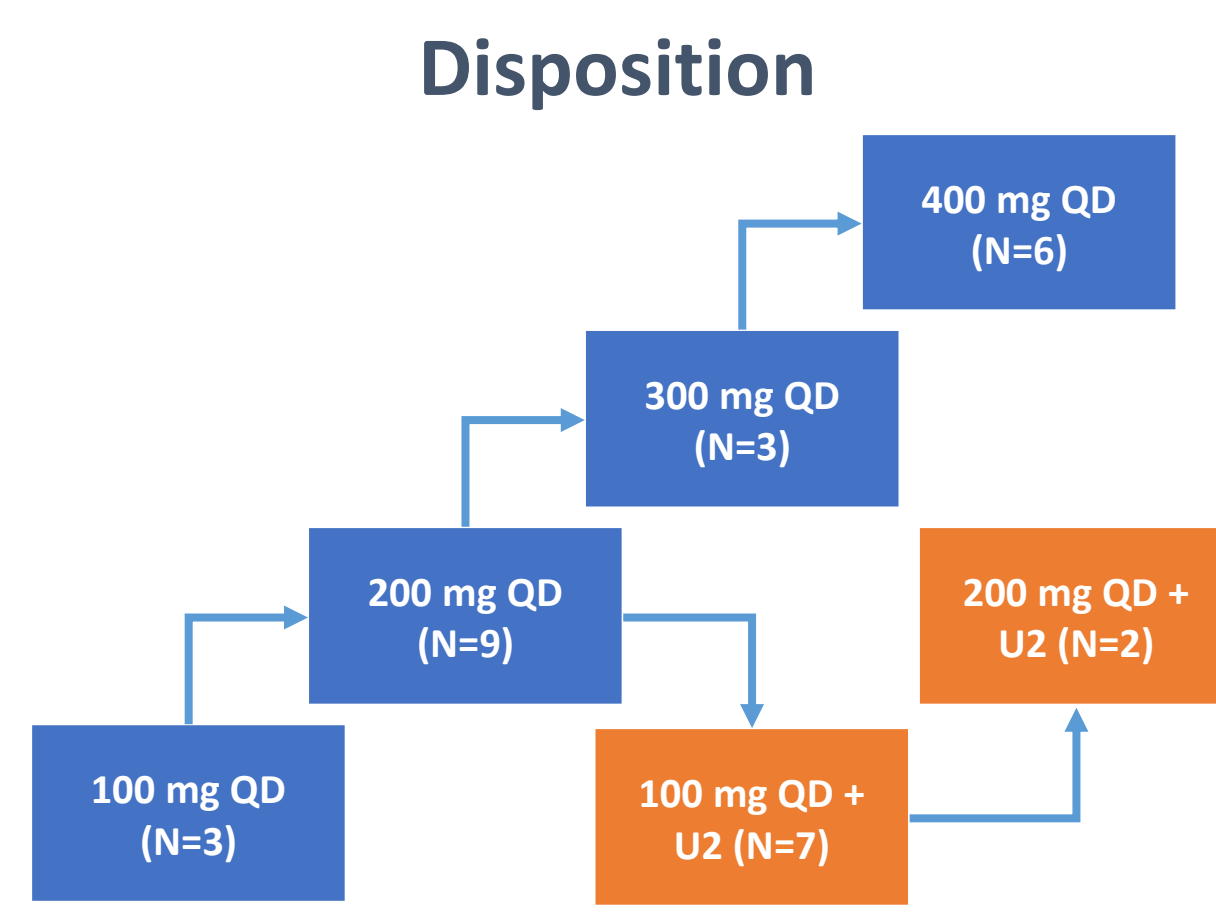 Disposition
400 mg QD
(N=6)
300 mg QD
(N=3)
200 mg QD
(N=9)
200 mg QD +
U2 (N=2)
100 mg QD
(N=3)
100 mg QD +
U2 (N=7)